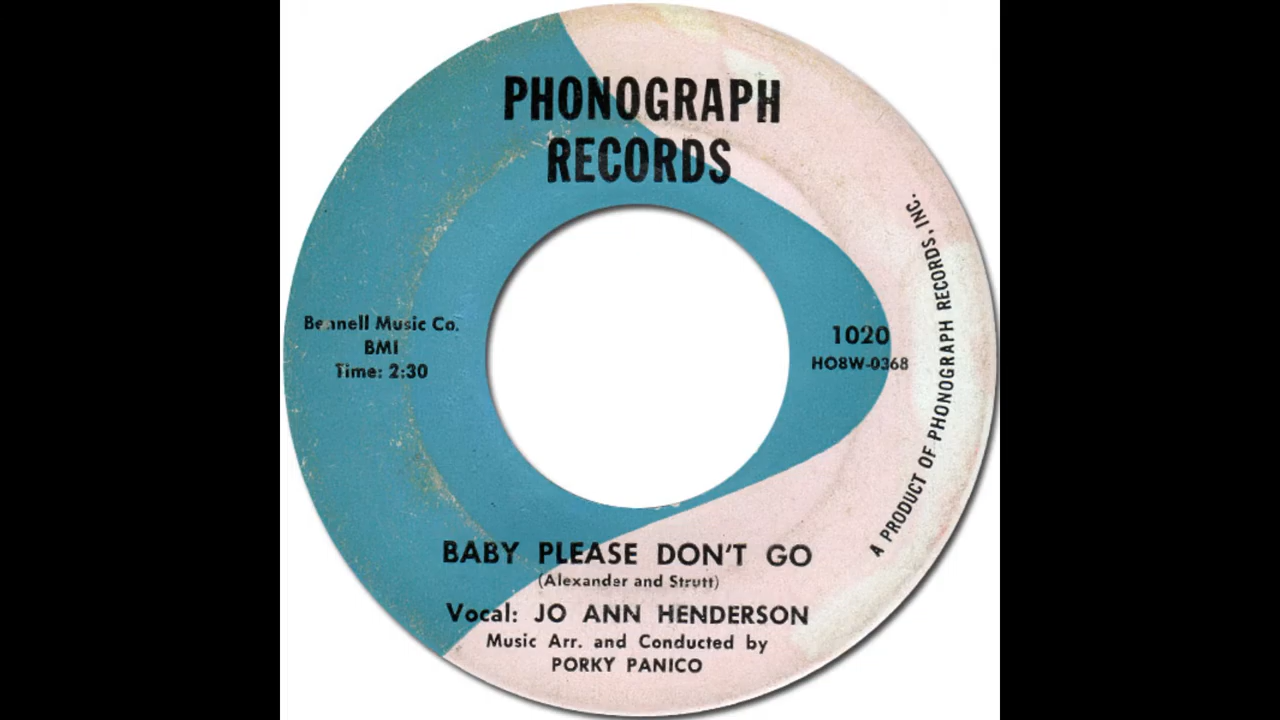 PHONOGRAPH
RECORDS
Bennell Music Co.
BMI
Time: 2:30
1020
HO8W-0368
A PRODUCT OF PHONOGRAPH RECORDS, INC.
BABY PLEASE DON'T GO
(Alexander and Strutt)
Vocal: JO ANN HENDERSON
Music Arr. and Conducted by
PORKY PANICO